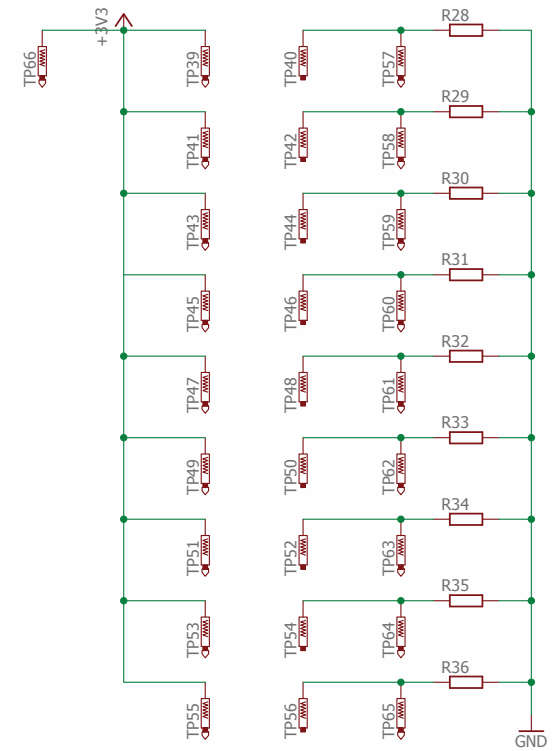 +3V3
TP66
TP39
TP40
TP57
R28
TP41
TP42
TP58
R29
TP43
TP44
TP59
R30
TP45
TP46
TP60
R31
TP47
TP48
TP61
R32
TP49
TP50
TP62
R33
TP51
TP52
TP63
R34
TP53
TP54
TP64
R35
TP55
TP56
TP65
R36
GND